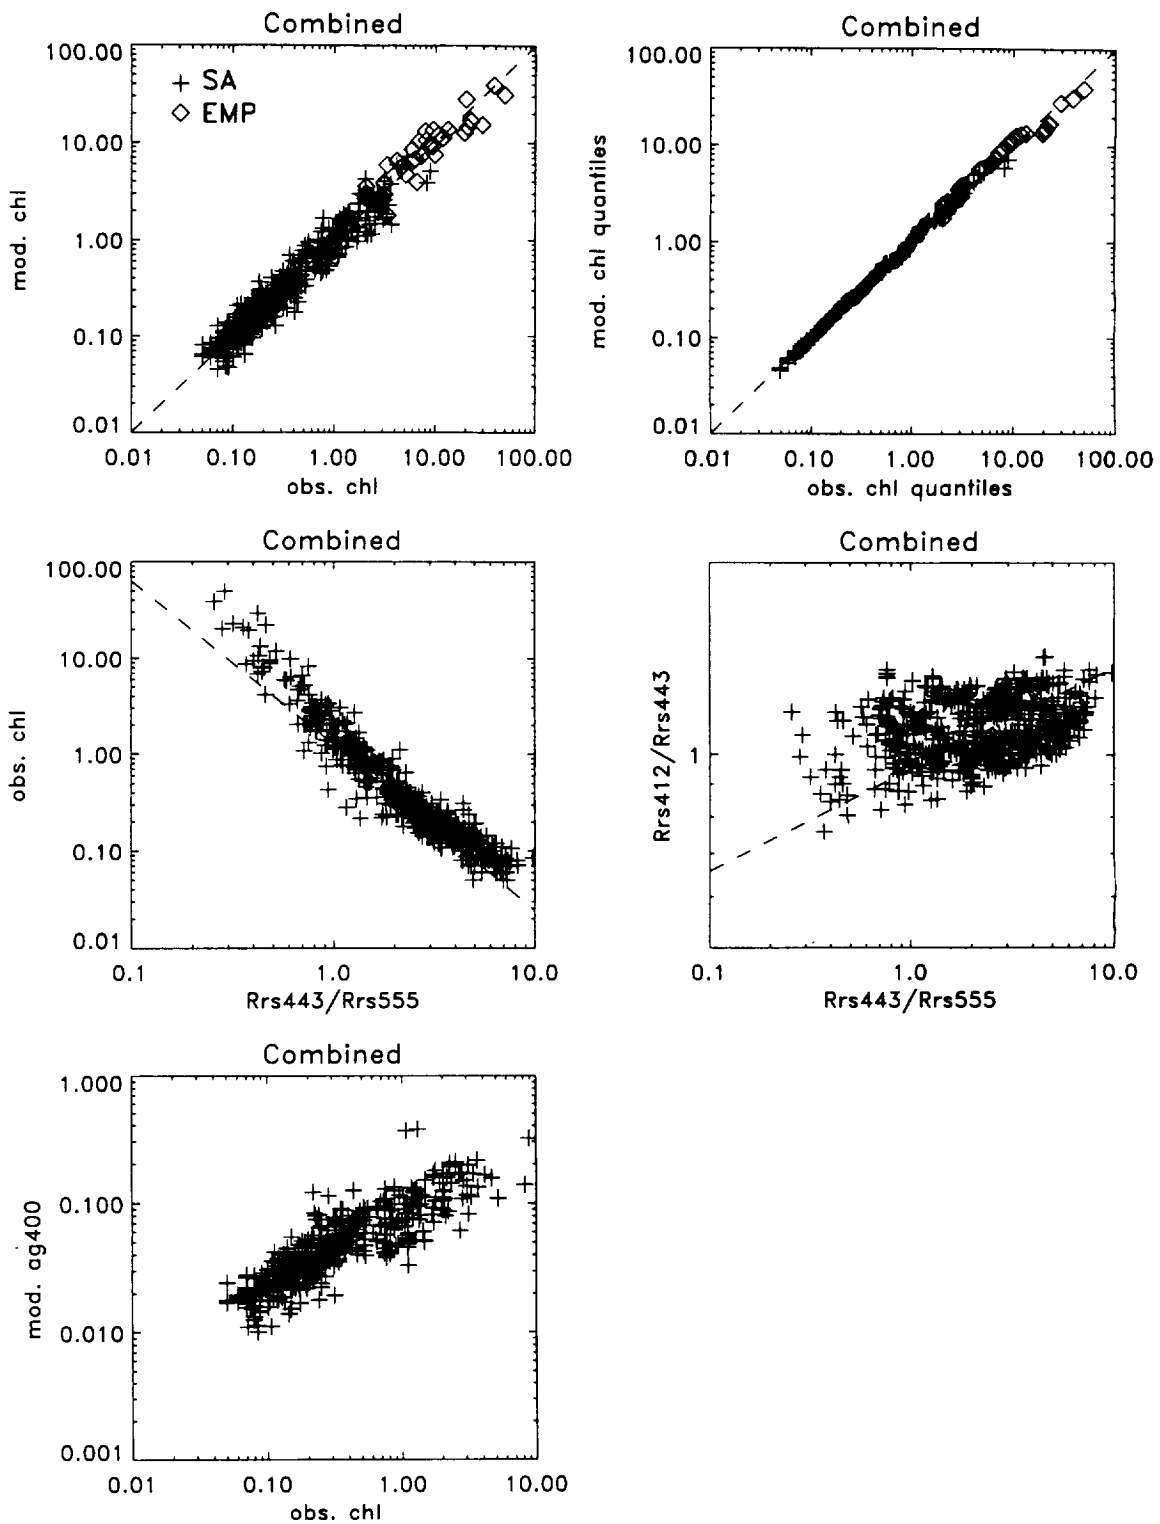 Combined
100.00
10.00
1.00
0.10
0.01
mod. chl
+ SA
◇ EMP
0.01 0.10 1.00 10.00 100.00
obs. chl
Combined
100.00
10.00
1.00
0.10
0.01
mod. chl quantiles
0.01 0.10 1.00 10.00 100.00
obs. chl quantiles
Combined
100.00
10.00
1.00
0.10
0.01
obs. chl
0.1 1.0 10.0
Rrs443/Rrs555
Combined
1
Rrs412/Rrs443
0.1 1.0 10.0
Rrs443/Rrs555
Combined
1.000
0.100
0.010
0.001
mod. ag400
0.01 0.10 1.00 10.00
obs. chl